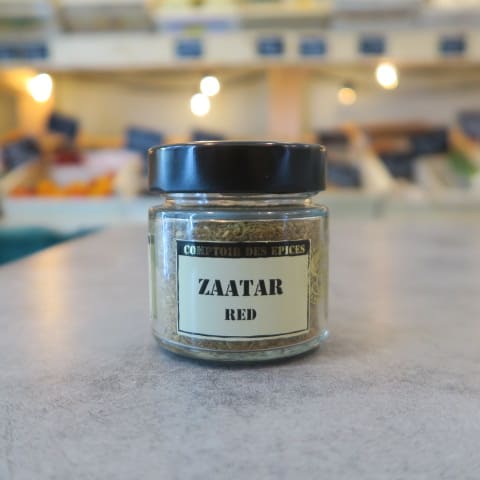 COMPTOIR DES EPICES
ZAATAR
RED